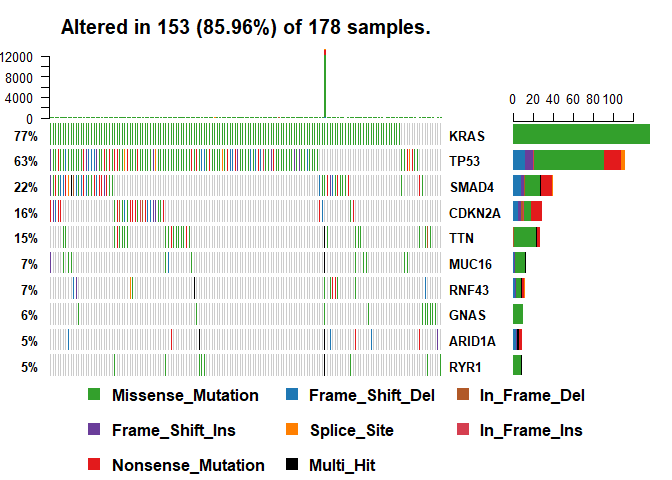 Altered in 153 (85.96%) of 178 samples.
12000
8000
4000
0
0 20 40 60 80 100
77% KRAS
63% TP53
22% SMAD4
16% CDKN2A
15% TTN
7% MUC16
7% RNF43
6% GNAS
5% ARID1A
5% RYR1
Missense_Mutation Frame_Shift_Del In_Frame_Del
Frame_Shift_Ins Splice_Site In_Frame_Ins
Nonsense_Mutation Multi_Hit